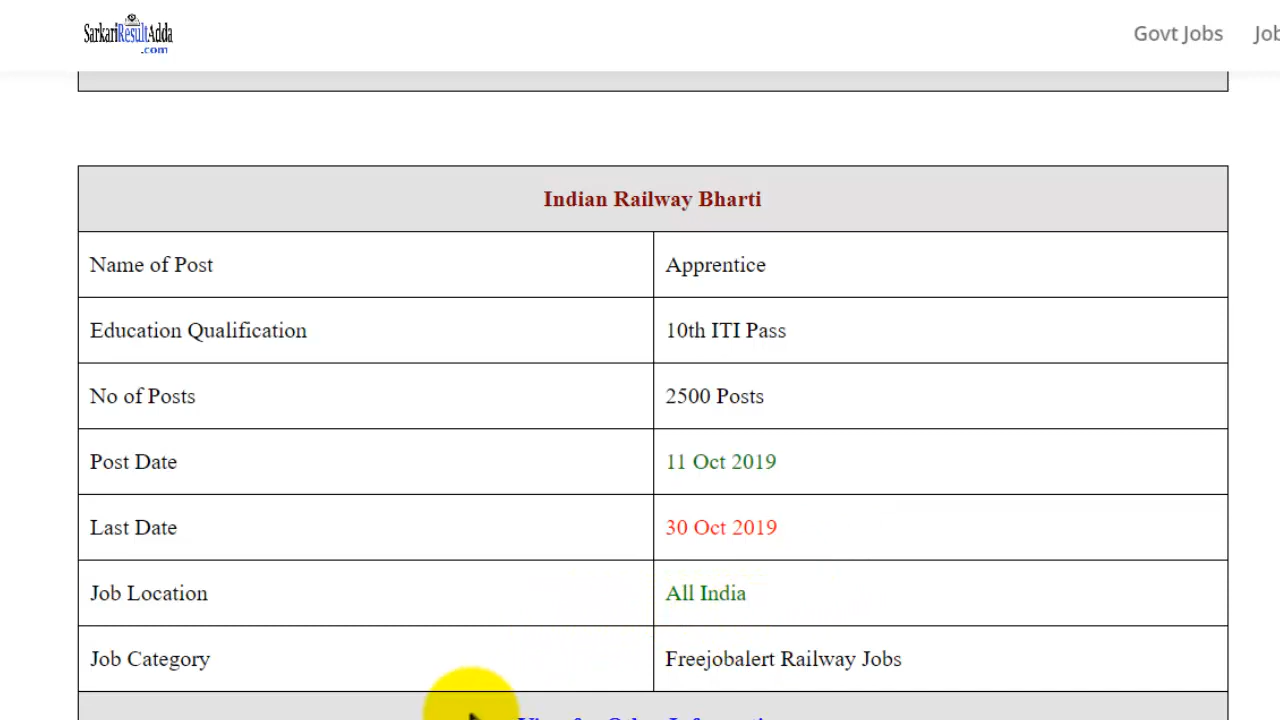 SarkariResultAdda
.com
Govt Jobs
Indian Railway Bharti
Name of Post Apprentice
Education Qualification 10th ITI Pass
No of Posts 2500 Posts
Post Date 11 Oct 2019
Last Date 30 Oct 2019
Job Location All India
Job Category Freejobalert Railway Jobs